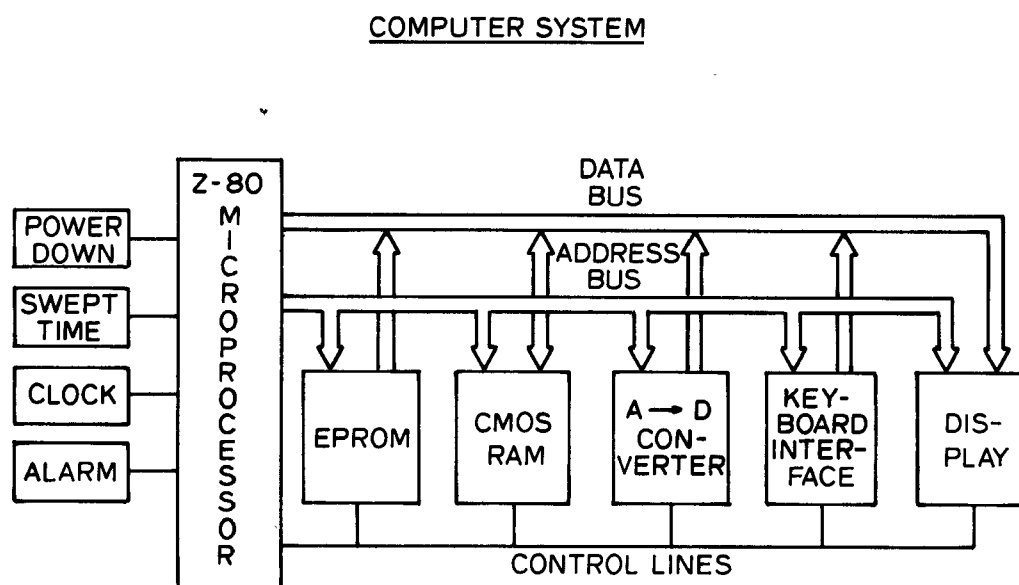 COMPUTER SYSTEM
Z-80
MICROPROCESSOR
POWER
DOWN
SWEPT
TIME
CLOCK
ALARM
DATA
BUS
ADDRESS
BUS
EPROM
CMOS
RAM
A → D
CON-
VERTER
KEY-
BOARD
INTER-
FACE
DIS-
PLAY
CONTROL LINES